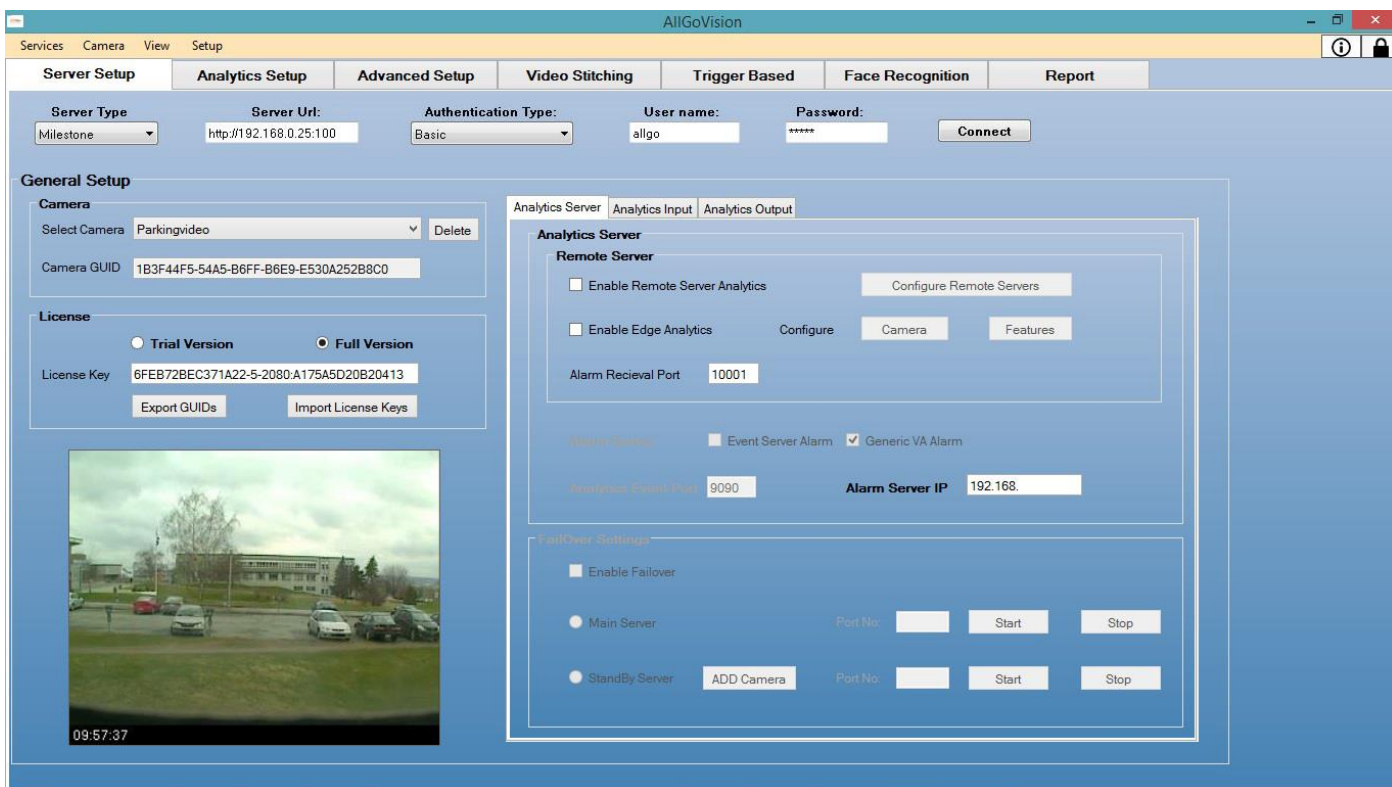 AllGoVision
Services Camera View Setup
Server Setup Analytics Setup Advanced Setup Video Stitching Trigger Based Face Recognition Report
Server Type Server Url: Authentication Type: User name: Password:
Milestone http://192.168.0.25:100 Basic allgo ***** Connect
General Setup
Camera
Select Camera Parkingvideo Delete
Camera GUID 1B3F44F5-54A5-B6FF-B6E9-E530A252B8C0
License
Trial Version Full Version
License Key 6FEB72BEC371A22-5-2080:A175A5D20B20413
Export GUIDs Import License Keys
09:57:37
Analytics Server Analytics Input Analytics Output
Analytics Server
Remote Server
Enable Remote Server Analytics Configure Remote Servers
Enable Edge Analytics Configure Camera Features
Alarm Recieval Port 10001
Event Server Alarm Generic VA Alarm
Analytics Event Port 9090 Alarm Server IP 192.168.
FailOver Settings
Enable Failover
Main Server Port No: Start Stop
StandBy Server ADD Camera Port No: Start Stop